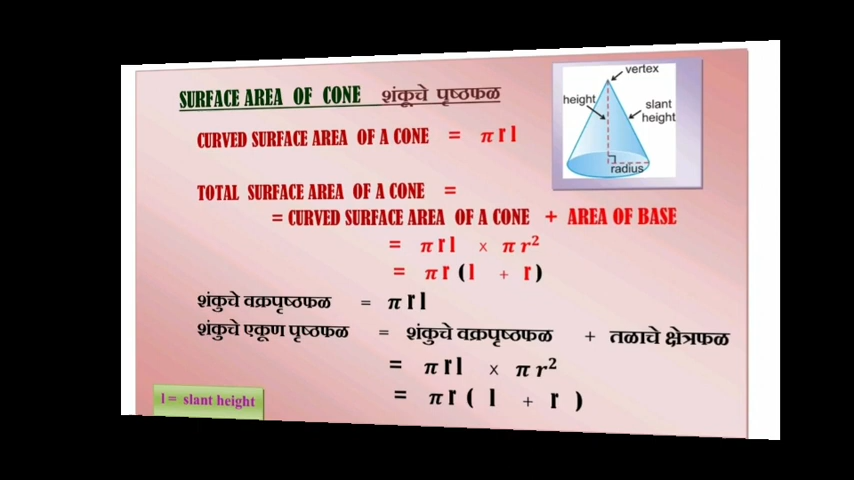 SURFACE AREA OF CONE शंकूचे पृष्ठफळ
vertex
height
slant
height
radius
CURVED SURFACE AREA OF A CONE = π r l
TOTAL SURFACE AREA OF A CONE =
= CURVED SURFACE AREA OF A CONE + AREA OF BASE
= π r l x π r²
= π r ( l + r )
शंकुचे वक्रपृष्ठफळ = π r l
शंकुचे एकूण पृष्ठफळ = शंकुचे वक्रपृष्ठफळ + तळाचे क्षेत्रफळ
= π r l x π r²
= π r ( l + r )
l = slant height